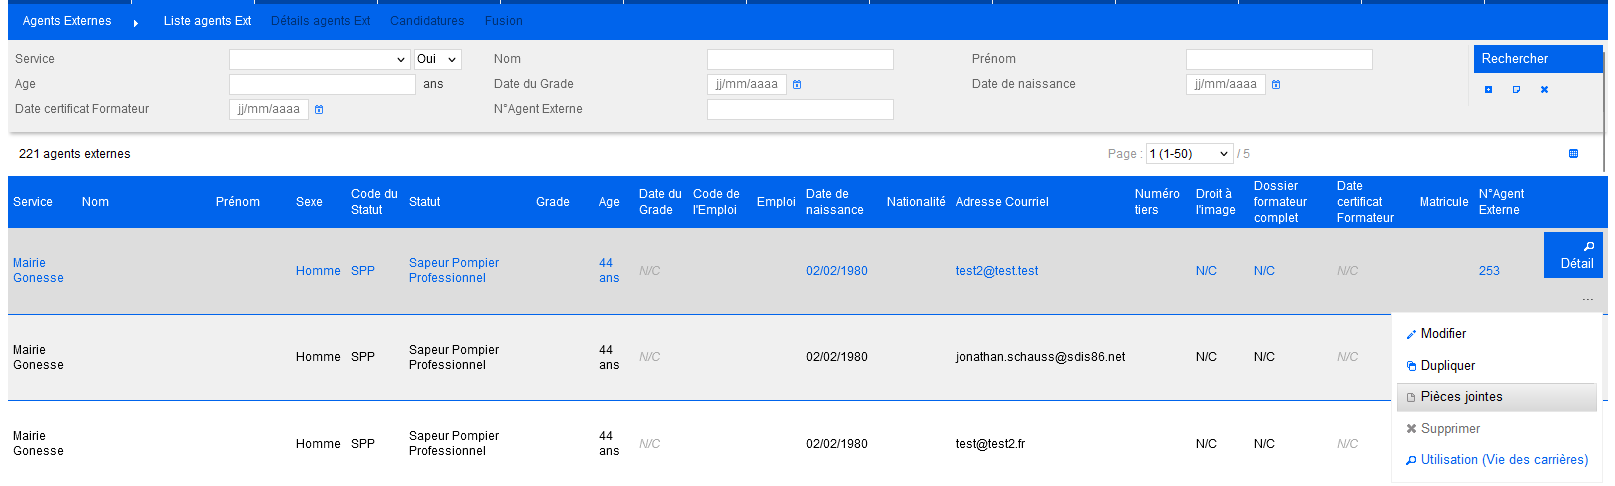 Agents Externes Liste agents Ext Détails agents Ext Candidatures Fusion
Service Oui Nom Prénom Rechercher
Age ans Date du Grade jj/mm/aaaa Date de naissance jj/mm/aaaa
Date certificat Formateur jj/mm/aaaa N°Agent Externe
221 agents externes Page : 1 (1-50) / 5
Service Nom Prénom Sexe Code du Statut Statut Grade Age Date du Grade Code de l'Emploi Emploi Date de naissance Nationalité Adresse Courriel Numéro tiers Droit à l'image Dossier formateur complet Date certificat Formateur Matricule N°Agent Externe
Mairie Gonesse Homme SPP Sapeur Pompier Professionnel 44 ans N/C 02/02/1980 test2@test.test N/C N/C N/C 253 Détail
...
Mairie Gonesse Homme SPP Sapeur Pompier Professionnel 44 ans N/C 02/02/1980 jonathan.schauss@sdis86.net N/C N/C N/C
Mairie Gonesse Homme SPP Sapeur Pompier Professionnel 44 ans N/C 02/02/1980 test@test2.fr N/C N/C N/C
Modifier
Dupliquer
Pièces jointes
Supprimer
Utilisation (Vie des carrières)